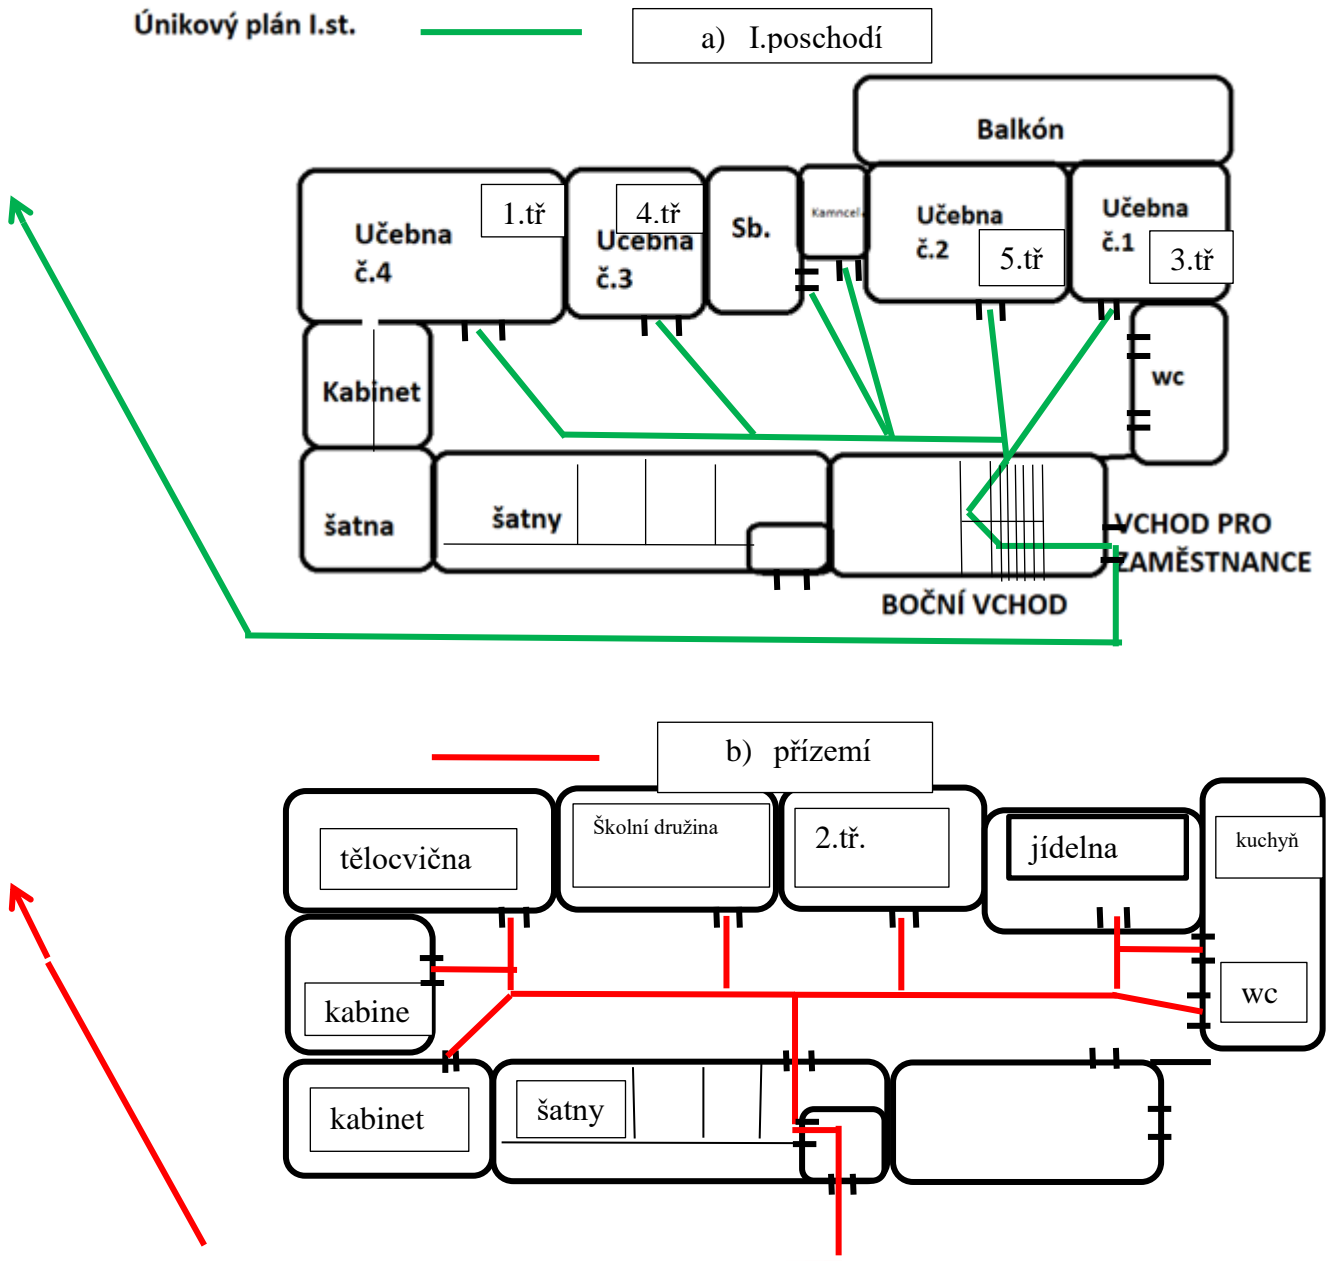 Únikový plán I.st.
a) I.poschodí
Balkón
Učebna
č.4
1.tř
4.tř
Učebna
č.3
Sb.
Kamncel
Učebna
č.2
5.tř
Učebna
č.1
3.tř
Kabinet
wc
šatna
šatny
VCHOD PRO
ZAMĚSTNANCE
BOČNÍ VCHOD
b) přízemí
tělocvična
Školní družina
2.tř.
jídelna
kuchyň
kabine
wc
kabinet
šatny